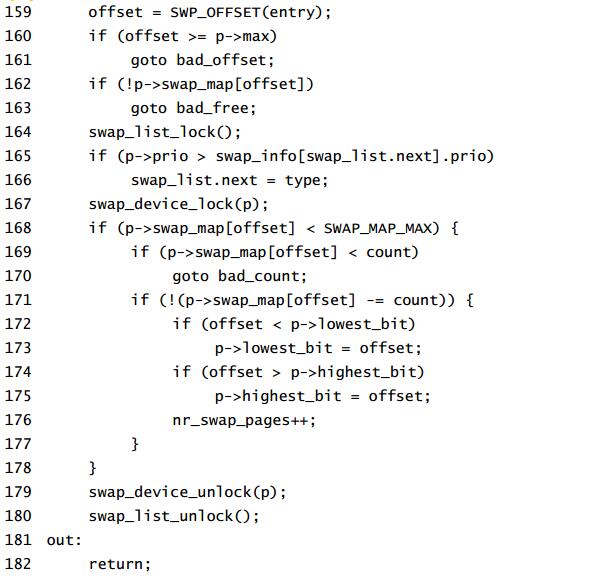 159 offset = SWP_OFFSET(entry);
160 if (offset >= p->max)
161 goto bad_offset;
162 if (!p->swap_map[offset])
163 goto bad_free;
164 swap_list_lock();
165 if (p->prio > swap_info[swap_list.next].prio)
166 swap_list.next = type;
167 swap_device_lock(p);
168 if (p->swap_map[offset] < SWAP_MAP_MAX) {
169 if (p->swap_map[offset] < count)
170 goto bad_count;
171 if (!(p->swap_map[offset] -= count)) {
172 if (offset < p->lowest_bit)
173 p->lowest_bit = offset;
174 if (offset > p->highest_bit)
175 p->highest_bit = offset;
176 nr_swap_pages++;
177 }
178 }
179 swap_device_unlock(p);
180 swap_list_unlock();
181 out:
182 return;